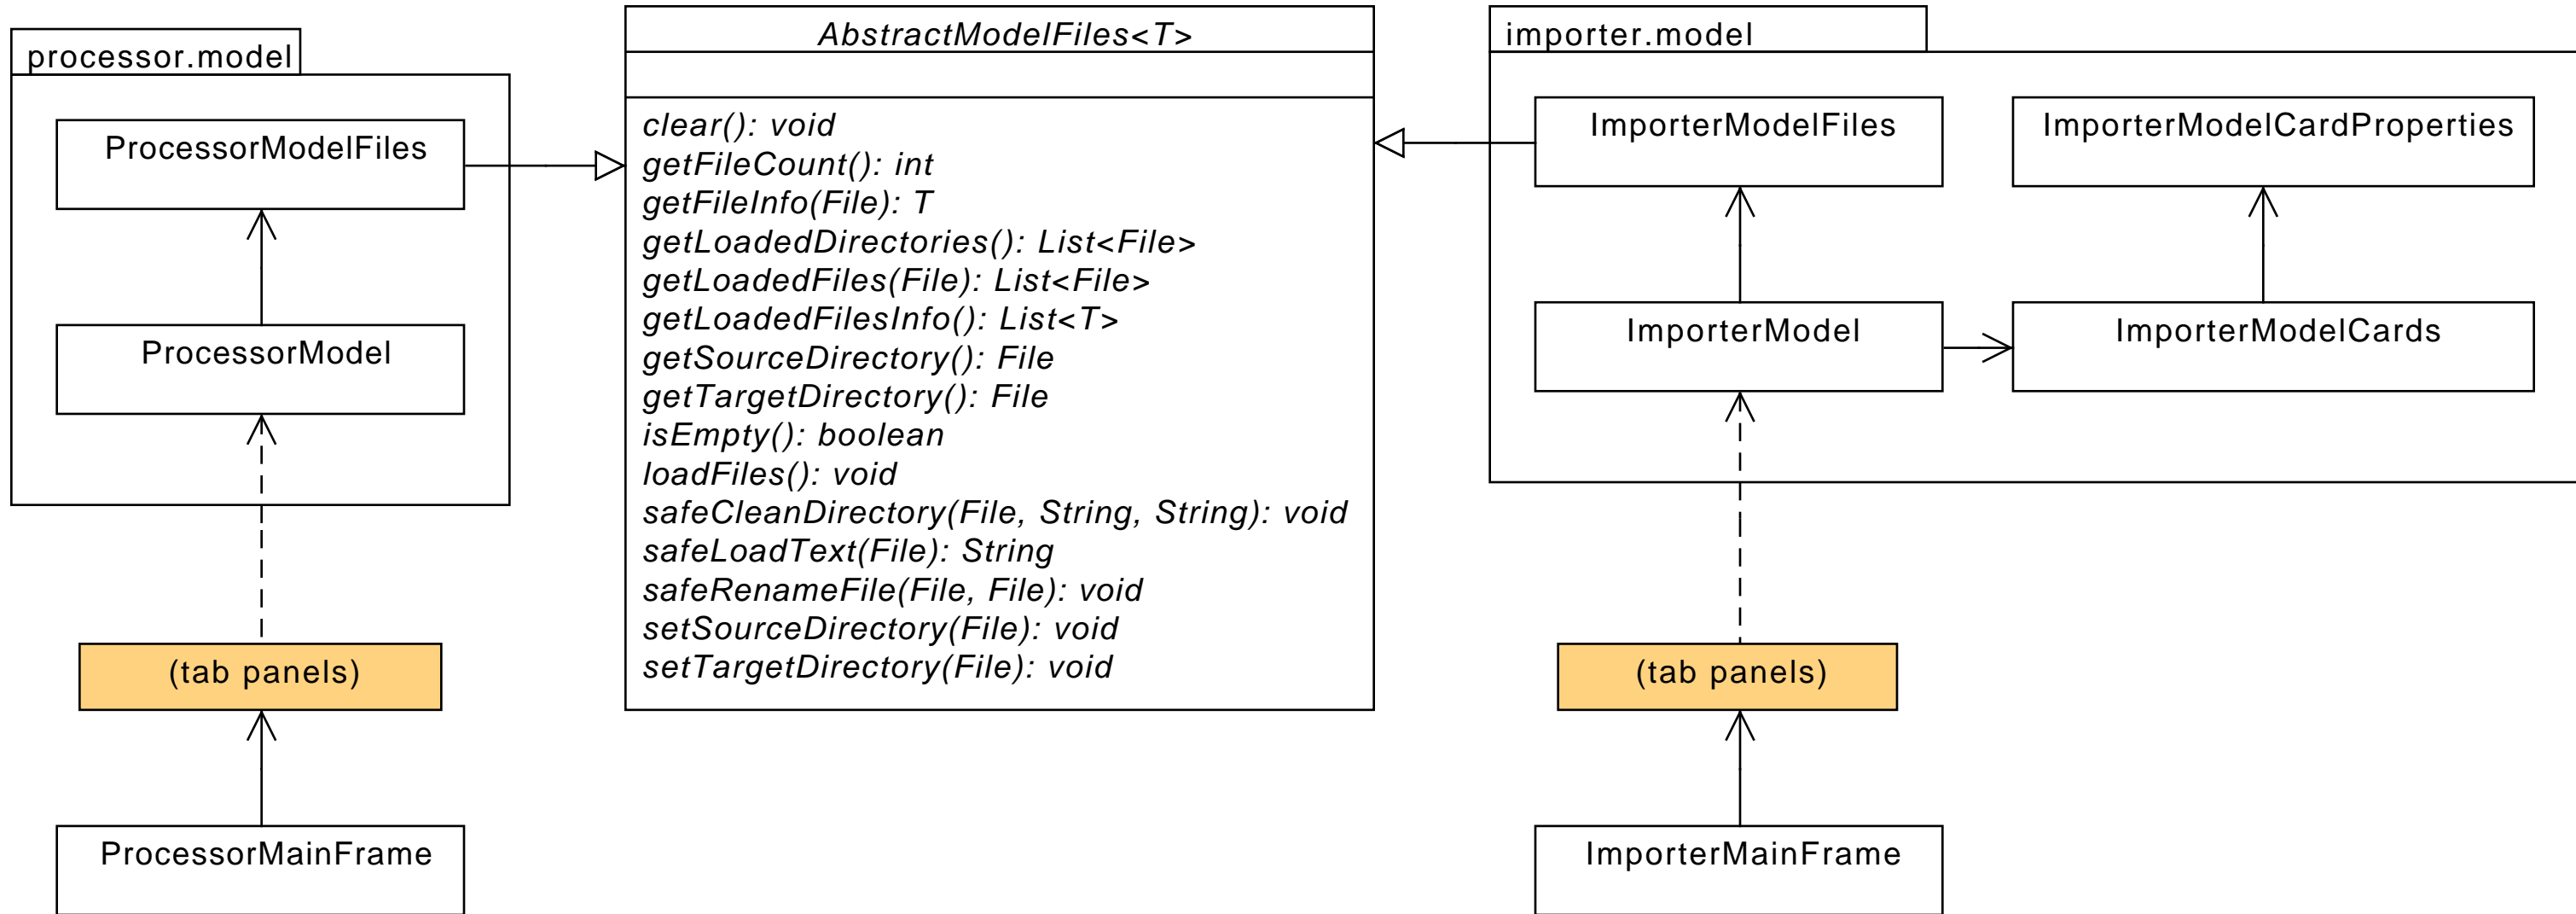 processor.model
ProcessorModelFiles
ProcessorModel
(tab panels)
ProcessorMainFrame
AbstractModelFiles<T>
clear(): void
getFileCount(): int
getFileInfo(File): T
getLoadedDirectories(): List<File>
getLoadedFiles(File): List<File>
getLoadedFilesInfo(): List<T>
getSourceDirectory(): File
getTargetDirectory(): File
isEmpty(): boolean
loadFiles(): void
safeCleanDirectory(File, String, String): void
safeLoadText(File): String
safeRenameFile(File, File): void
setSourceDirectory(File): void
setTargetDirectory(File): void
importer.model
ImporterModelFiles
ImporterModelCardProperties
ImporterModel
ImporterModelCards
(tab panels)
ImporterMainFrame